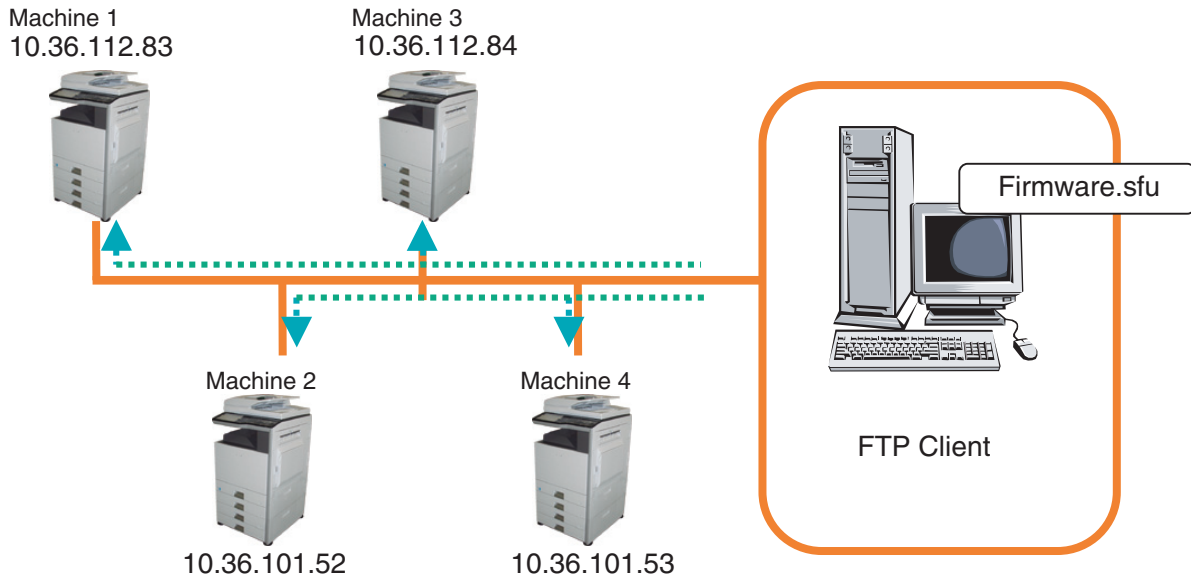 Machine 1
10.36.112.83
Machine 3
10.36.112.84
Firmware.sfu
Machine 2
10.36.101.52
Machine 4
10.36.101.53
FTP Client